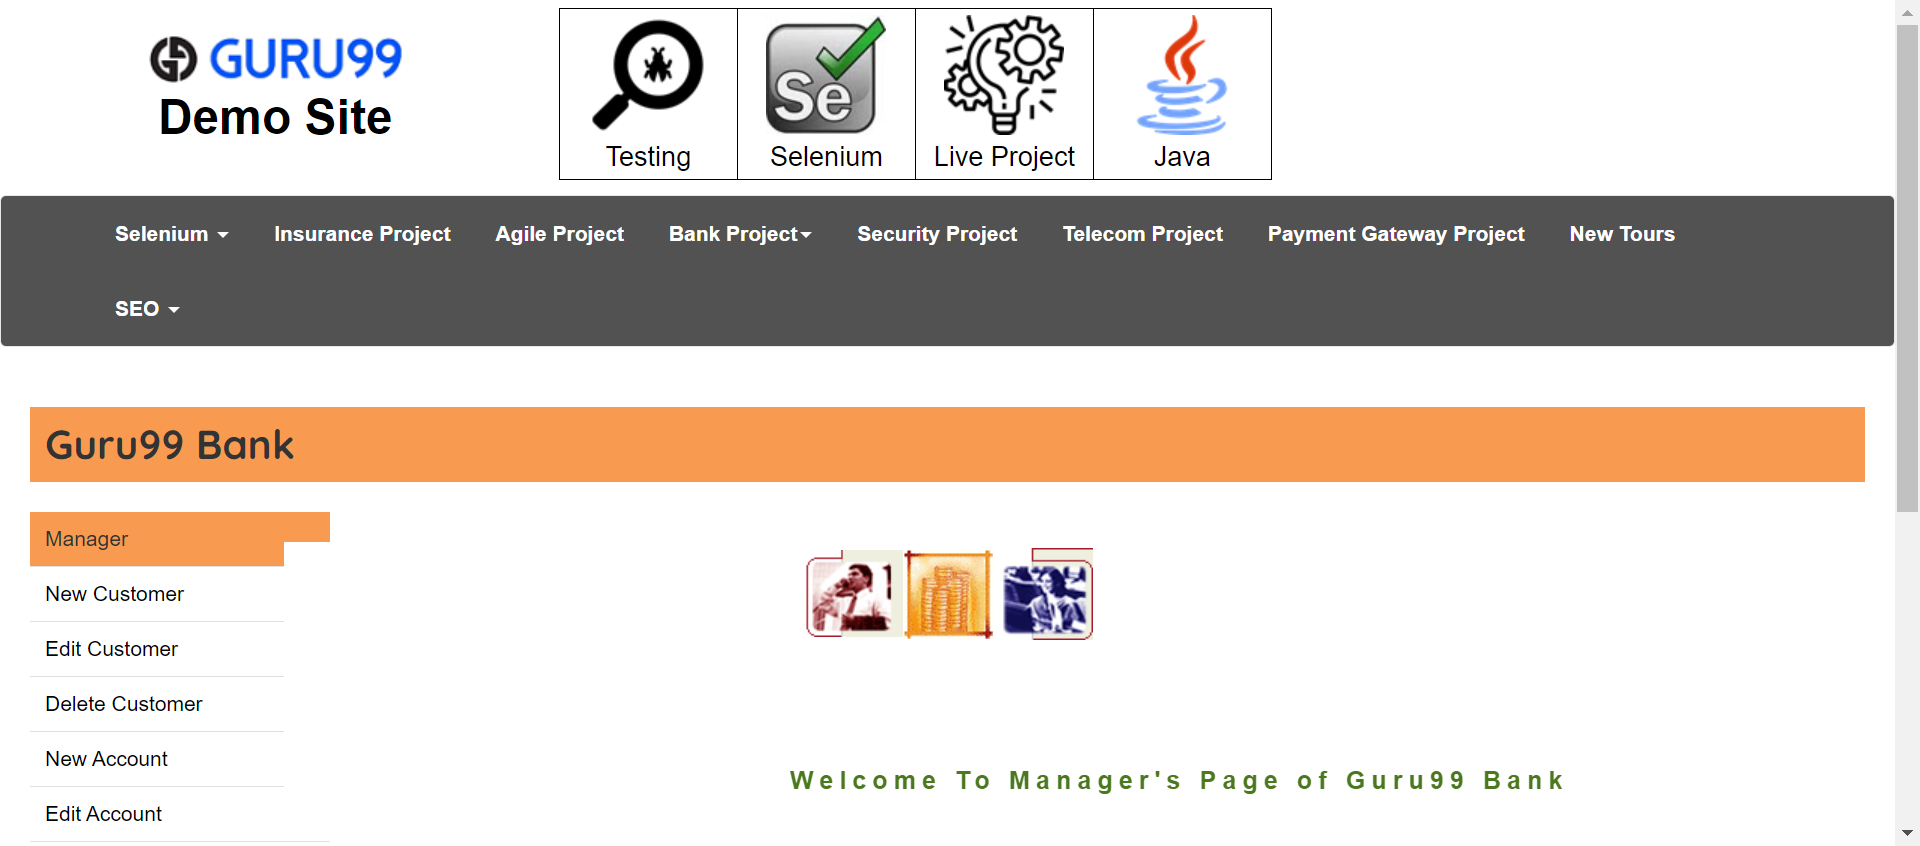 GURU99
Demo Site
Testing
Se
Selenium
Live Project
Java
Selenium
Insurance Project
Agile Project
Bank Project
Security Project
Telecom Project
Payment Gateway Project
New Tours
SEO
Guru99 Bank
Manager
New Customer
Edit Customer
Delete Customer
New Account
Edit Account
Welcome To Manager's Page of Guru99 Bank